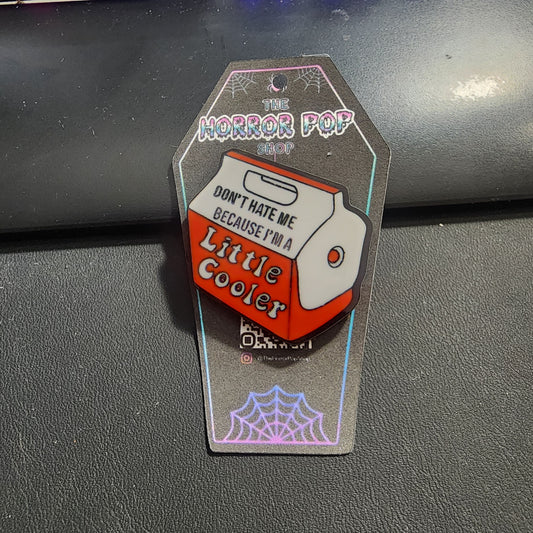 THE
HORROR POP
SHOP
DON'T HATE ME
BECAUSE I'M A
Little
Cooler